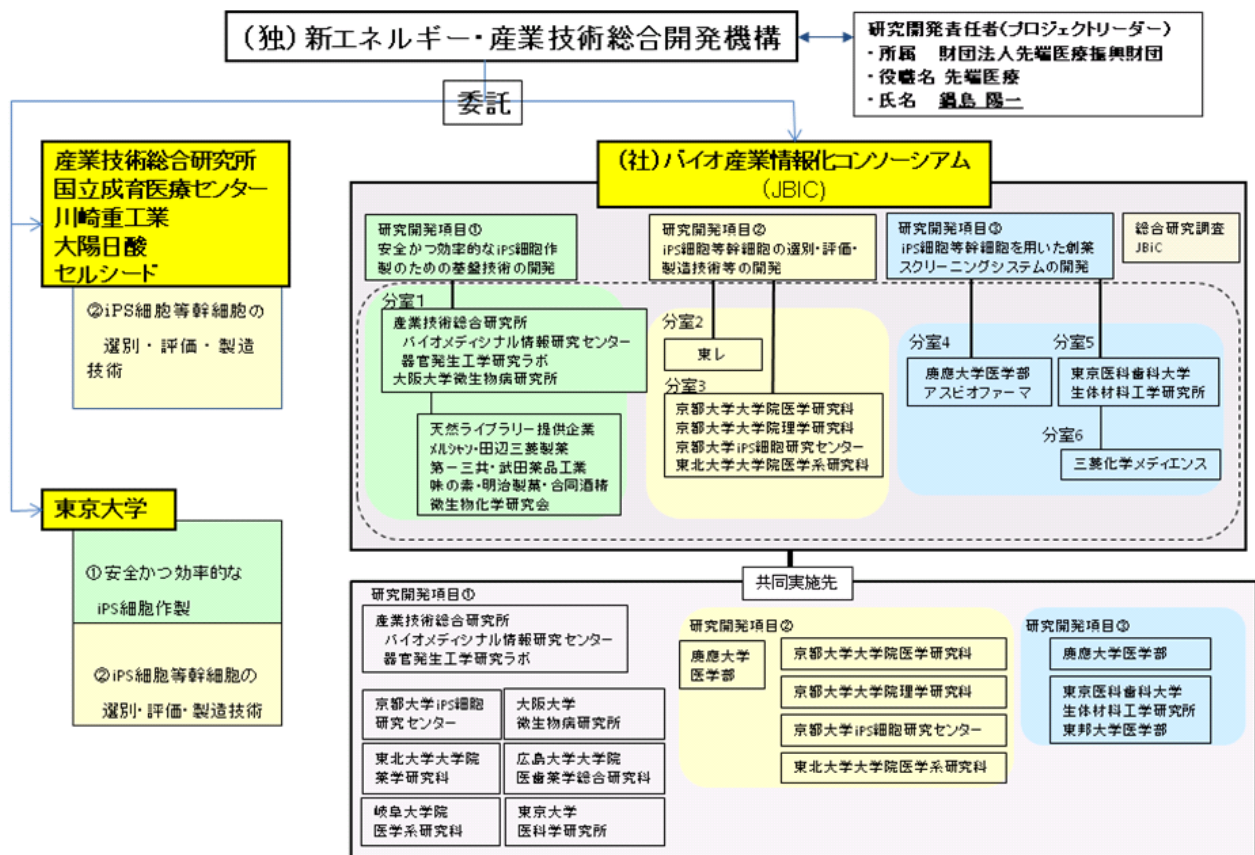 (独)新エネルギー・産業技術総合開発機構
研究開発責任者(プロジェクトリーダー)
・所属 財団法人先端医療振興財団
・役職名 先端医療
・氏名 鍋島 陽一
委託
産業技術総合研究所
国立成育医療センター
川崎重工業
大陽日酸
セルシード
②iPS細胞等幹細胞の
選別・評価・製造
技術
東京大学
①安全かつ効率的な
iPS細胞作製
②iPS細胞等幹細胞の
選別・評価・製造技術
(社)バイオ産業情報化コンソーシアム
(JBIC)
研究開発項目①
安全かつ効率的なiPS細胞作
製のための基盤技術の開発
研究開発項目②
iPS細胞等幹細胞の選別・評価・
製造技術等の開発
研究開発項目③
iPS細胞等幹細胞を用いた創薬
スクリーニングシステムの開発
総合研究調査
JBiC
分室1
産業技術総合研究所
バイオメディシナル情報研究センター
器官発生工学研究ラボ
大阪大学微生物病研究所
天然ライブラリー提供企業
メルシャン・田辺三菱製薬
第一三共・武田薬品工業
味の素・明治製菓・合同酒精
微生物化学研究会
分室2
東レ
分室3
京都大学大学院医学研究科
京都大学大学院理学研究科
京都大学iPS細胞研究センター
東北大学大学院医学系研究科
分室4
慶應大学医学部
アスビオファーマ
分室5
東京医科歯科大学
生体材料工学研究所
分室6
三菱化学メディエンス
共同実施先
研究開発項目①
産業技術総合研究所
バイオメディシナル情報研究センター
器官発生工学研究ラボ
京都大学iPS細胞
研究センター
大阪大学
微生物病研究所
東北大学大学院
薬学研究科
広島大学大学院
医歯薬学総合研究科
岐阜大学院
医学系研究科
東京大学
医科学研究所
研究開発項目②
慶應大学
医学部
京都大学大学院医学研究科
京都大学大学院理学研究科
京都大学iPS細胞研究センター
東北大学大学院医学系研究科
研究開発項目③
慶應大学医学部
東京医科歯科大学
生体材料工学研究所
東邦大学医学部